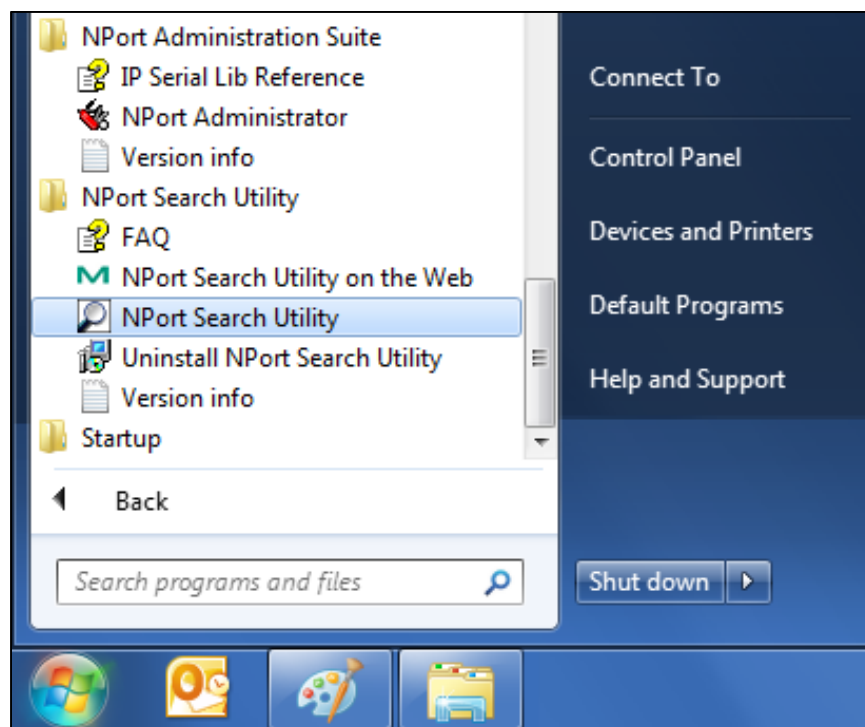 NPort Administration Suite
IP Serial Lib Reference
NPort Administrator
Version info
NPort Search Utility
FAQ
NPort Search Utility on the Web
NPort Search Utility
Uninstall NPort Search Utility
Version info
Startup
Back
Search programs and files
Connect To
Control Panel
Devices and Printers
Default Programs
Help and Support
Shut down